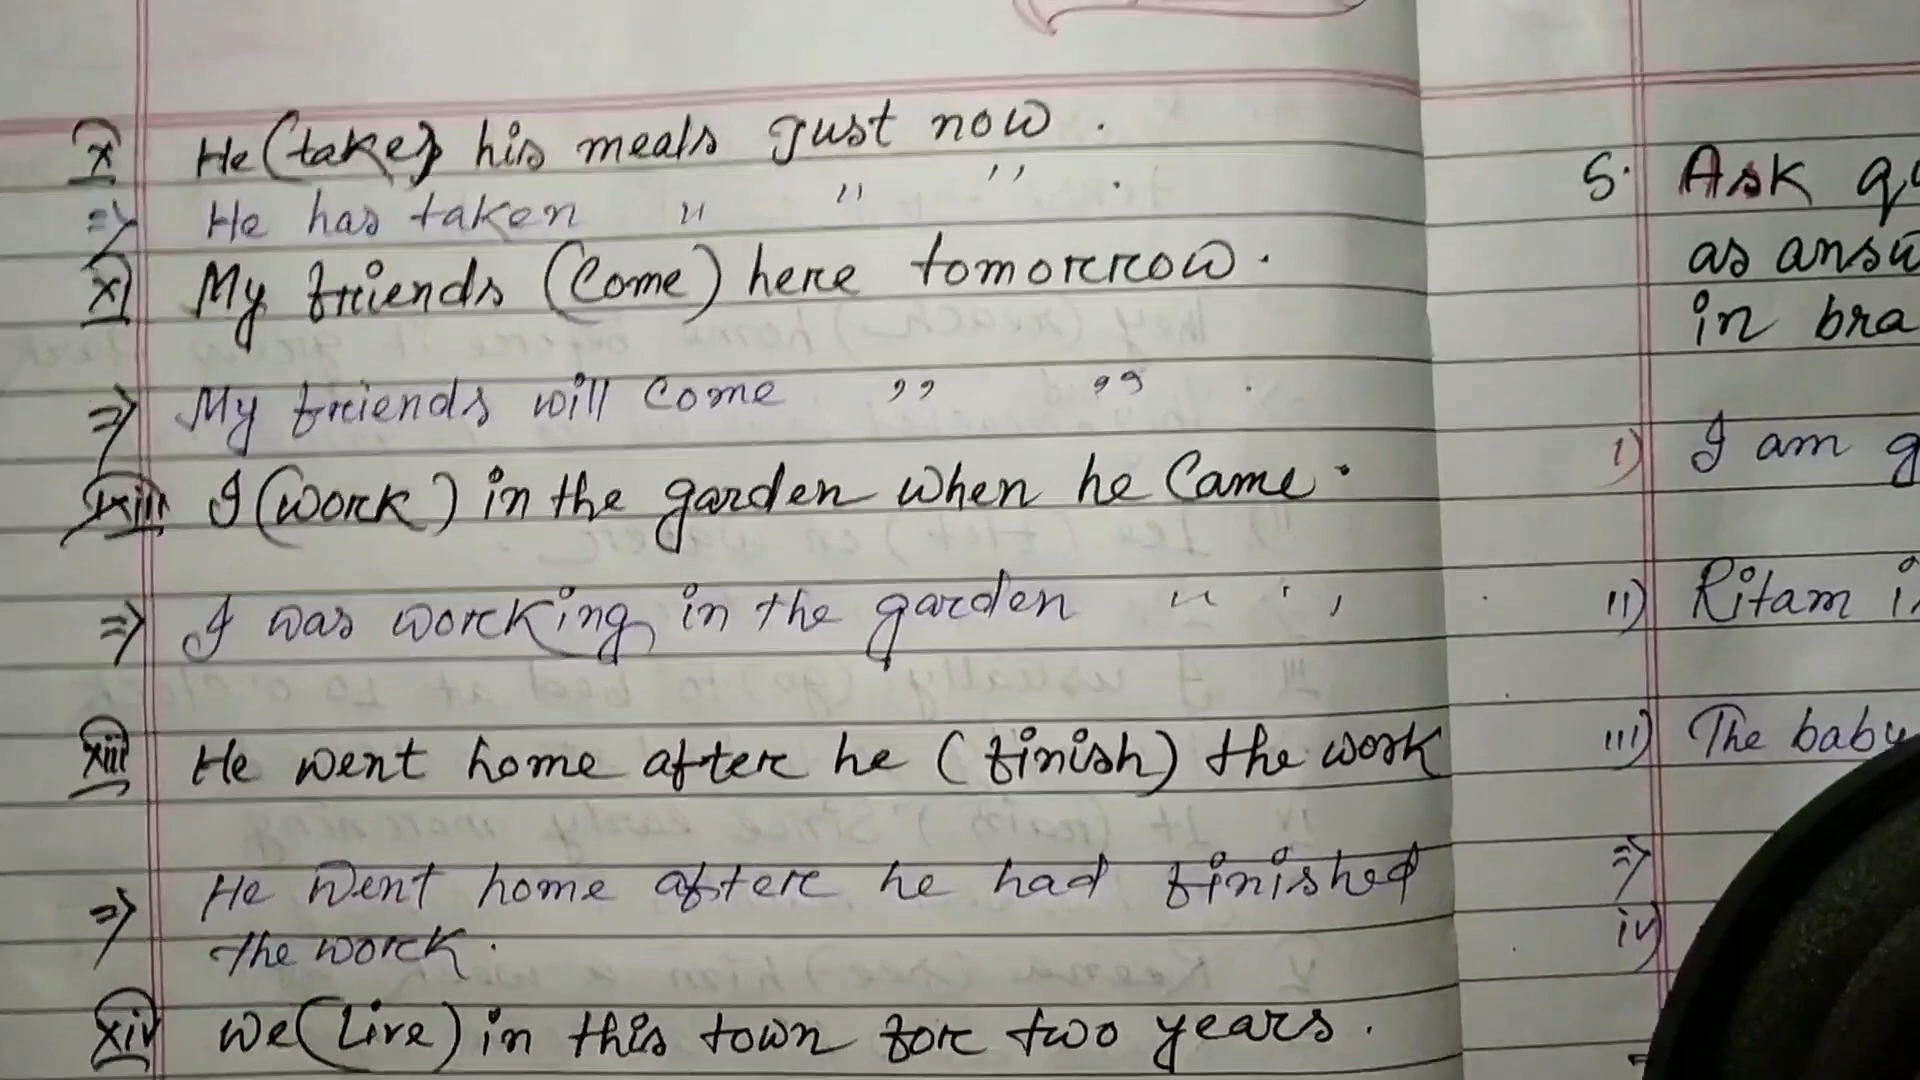 x He (take) his meals just now.
=> He has taken " " " .
xi My friends (Come) here tomorrow.
=> My friends will Come " " .
xii I (work) in the garden when he Came.
=> I was working in the garden " " " .
xiii He went home after he (finish) the work
=> He went home after he had finished
the work.
xiv We (Live) in this town for two years.
5. Ask
as
in
i) I am
ii) Ritam
iii) The baby
=>
iv)